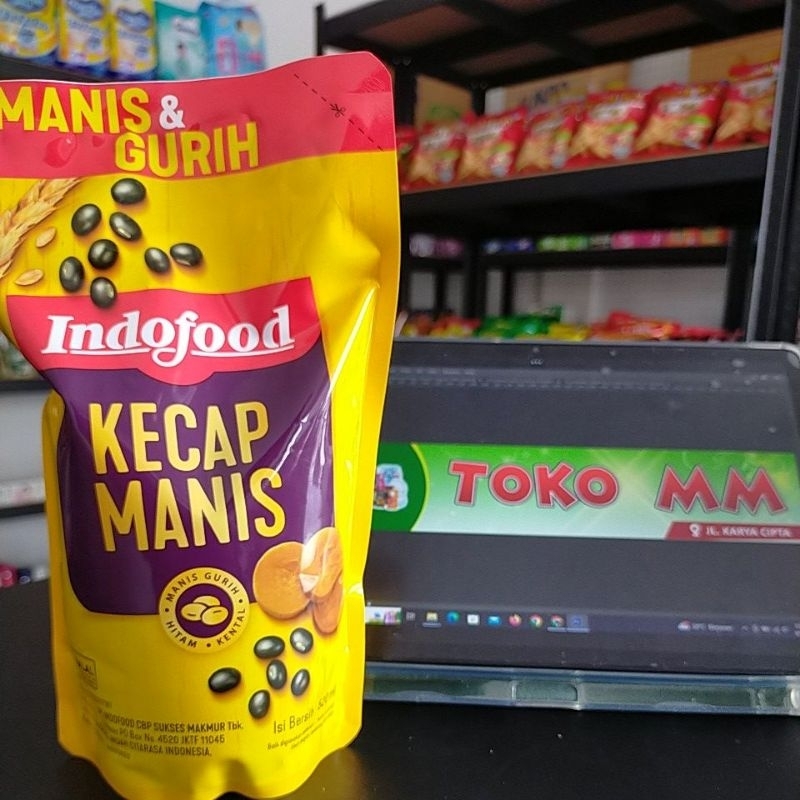 MANIS &
GURIH
Indofood
KECAP
MANIS
MANIS GURIH
HITAM • KENTAL
INDOFOOD CBP SUKSES MAKMUR Tbk.
PO Box No. 4520 JKTF 11045
CITARASA INDONESIA.
Isi Bersih
TOKO MM
JL. KARYA CIPTA